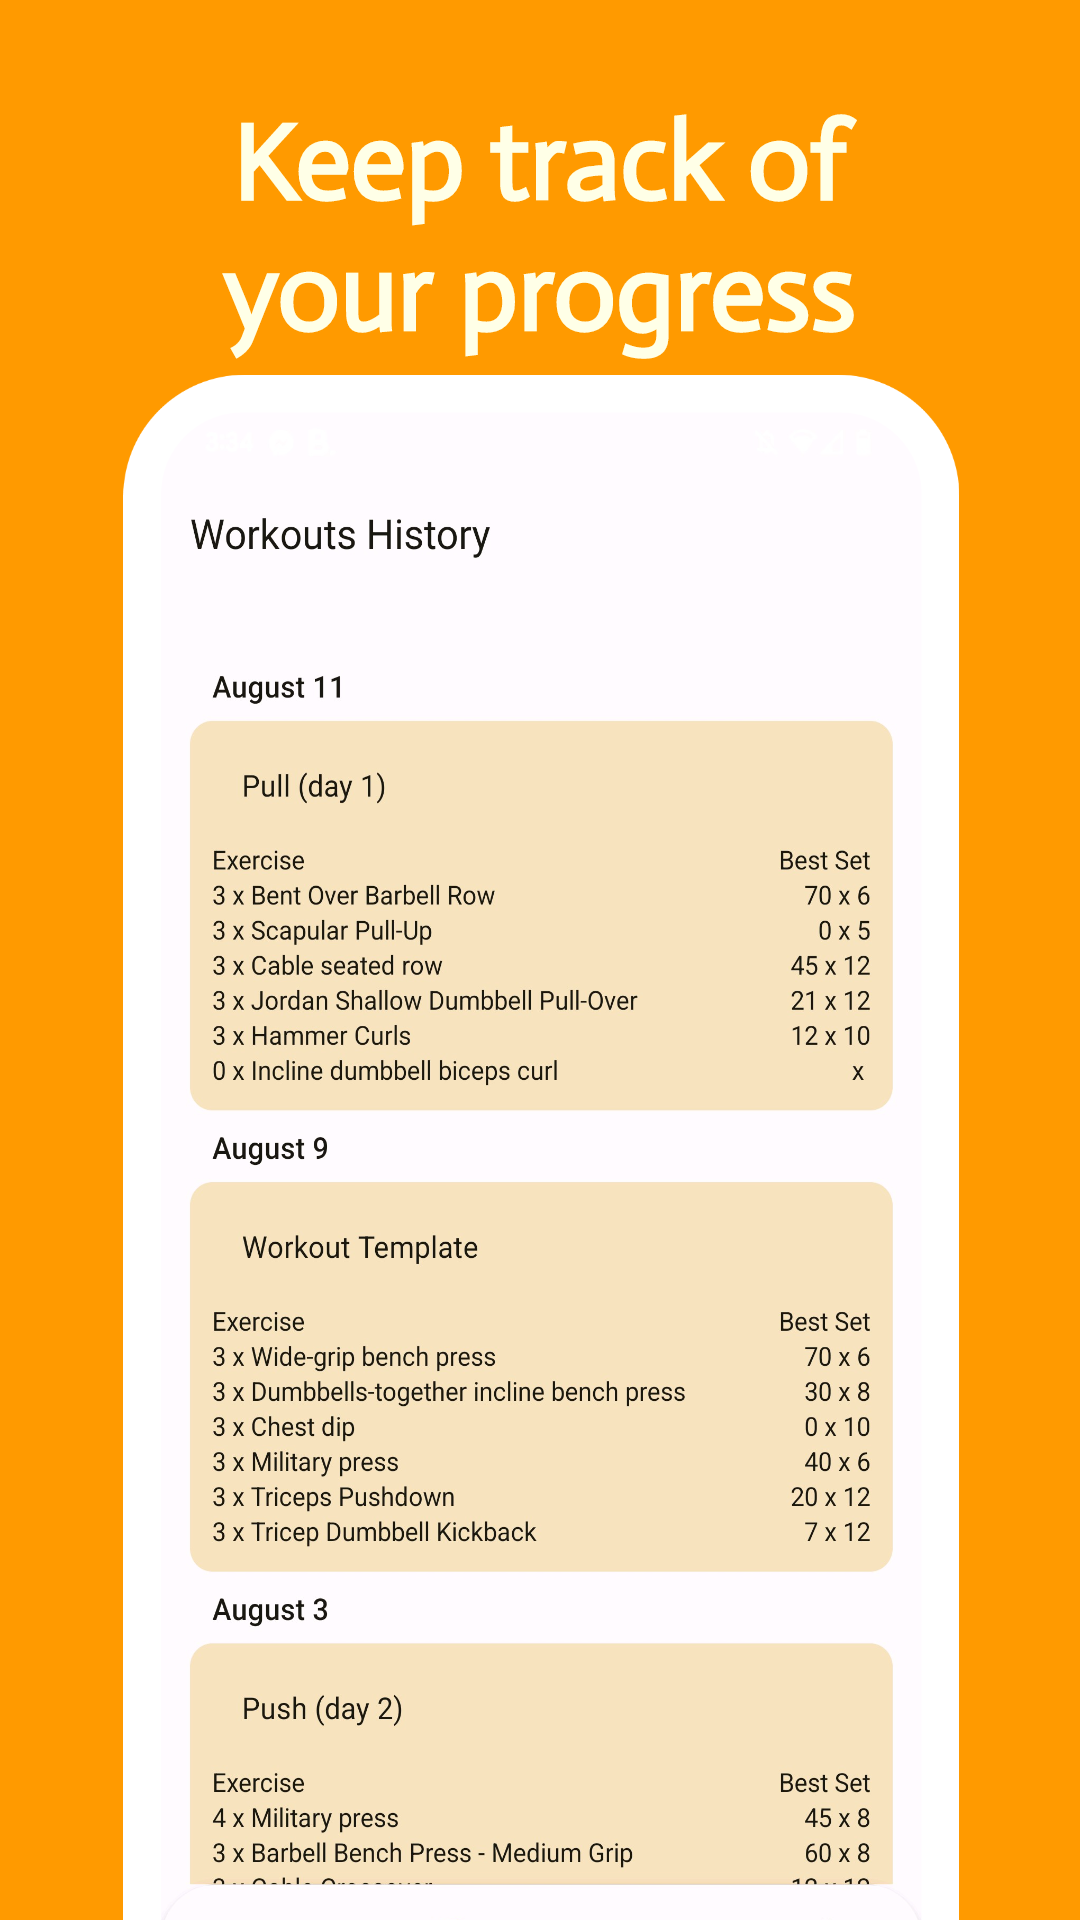 Keep track of
your progress
Workouts History
August 11
Pull (day 1)
Exercise Best Set
3 x Bent Over Barbell Row 70 x 6
3 x Scapular Pull-Up 0 x 5
3 x Cable seated row 45 x 12
3 x Jordan Shallow Dumbbell Pull-Over 21 x 12
3 x Hammer Curls 12 x 10
0 x Incline dumbbell biceps curl x
August 9
Workout Template
Exercise Best Set
3 x Wide-grip bench press 70 x 6
3 x Dumbbells-together incline bench press 30 x 8
3 x Chest dip 0 x 10
3 x Military press 40 x 6
3 x Triceps Pushdown 20 x 12
3 x Tricep Dumbbell Kickback 7 x 12
August 3
Push (day 2)
Exercise Best Set
4 x Military press 45 x 8
3 x Barbell Bench Press - Medium Grip 60 x 8